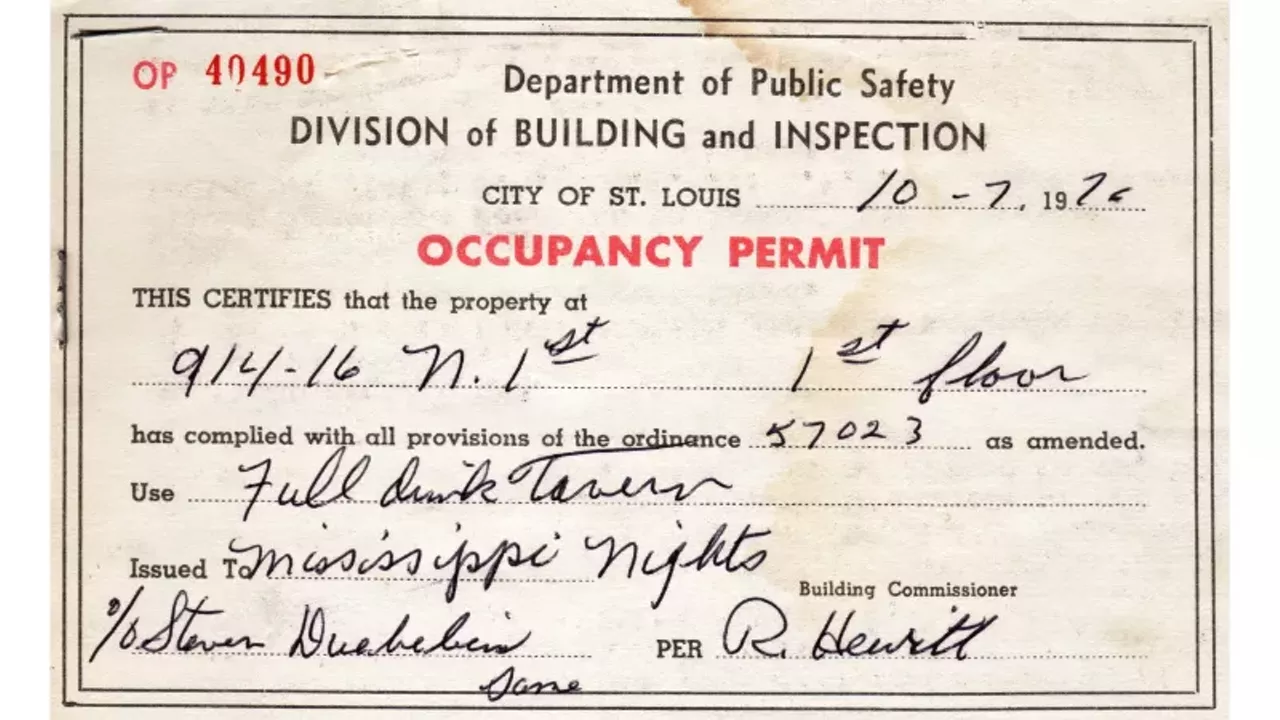 OP 40490
Department of Public Safety
DIVISION of BUILDING and INSPECTION
CITY OF ST. LOUIS 10-7, 1976
OCCUPANCY PERMIT
THIS CERTIFIES that the property at
914-16 N. 1st 1st floor
has complied with all provisions of the ordinance 57023 as amended.
Use Full drink Tavern
Issued To Mississippi Nights
Building Commissioner
c/o Steven Duebelbeis PER R. Hewitt
Same